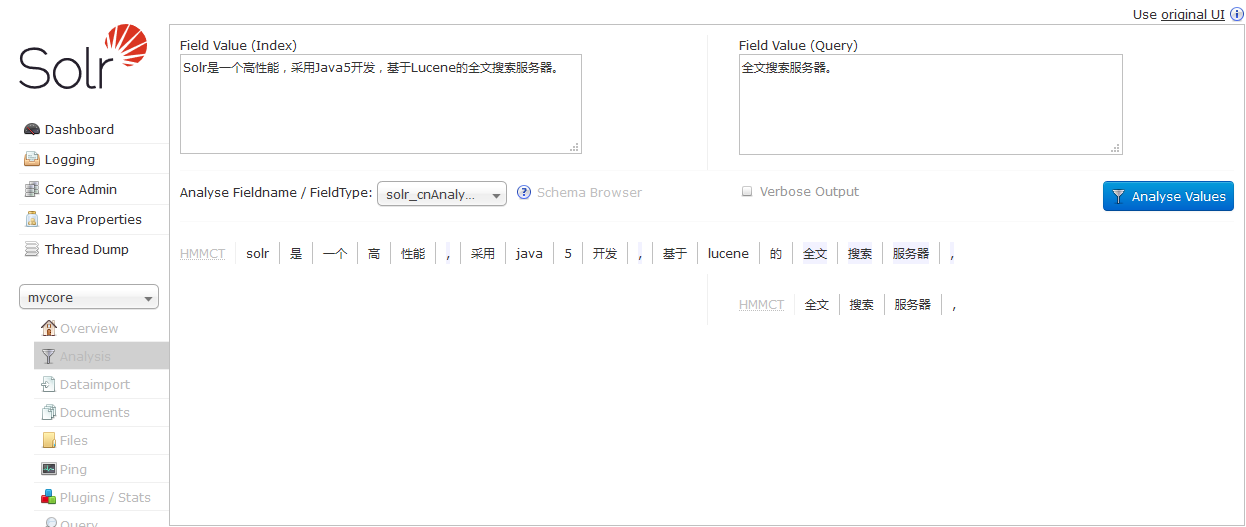 Use original UI
Solr
Field Value (Index)
Field Value (Query)
Solr是一个高性能，采用Java5开发，基于Lucene的全文搜索服务器。
全文搜索服务器。
Dashboard
Logging
Core Admin
Java Properties
Thread Dump
Analyse Fieldname / FieldType: solr_cnAnaly... ? Schema Browser
Verbose Output
Analyse Values
HMMCT solr 是 一个 高 性能 , 采用 java 5 开发 , 基于 lucene 的 全文 搜索 服务器 ,
HMMCT 全文 搜索 服务器 ,
mycore
Overview
Analysis
Dataimport
Documents
Files
Ping
Plugins / Stats
Query